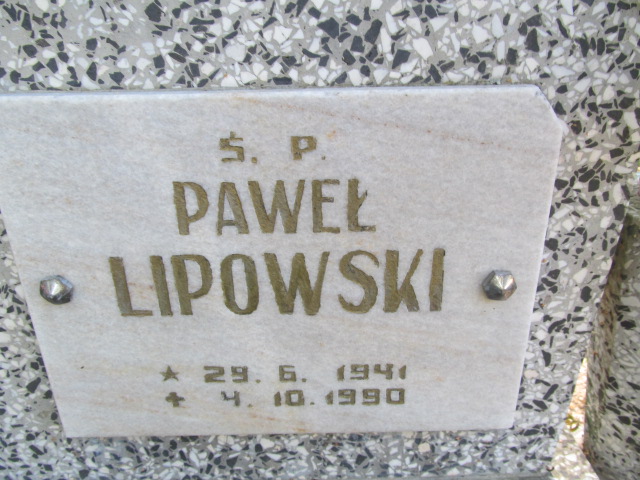 Ś. P.
PAWEŁ
LIPOWSKI
★ 29. 6. 1941
✝ 4. 10. 1990